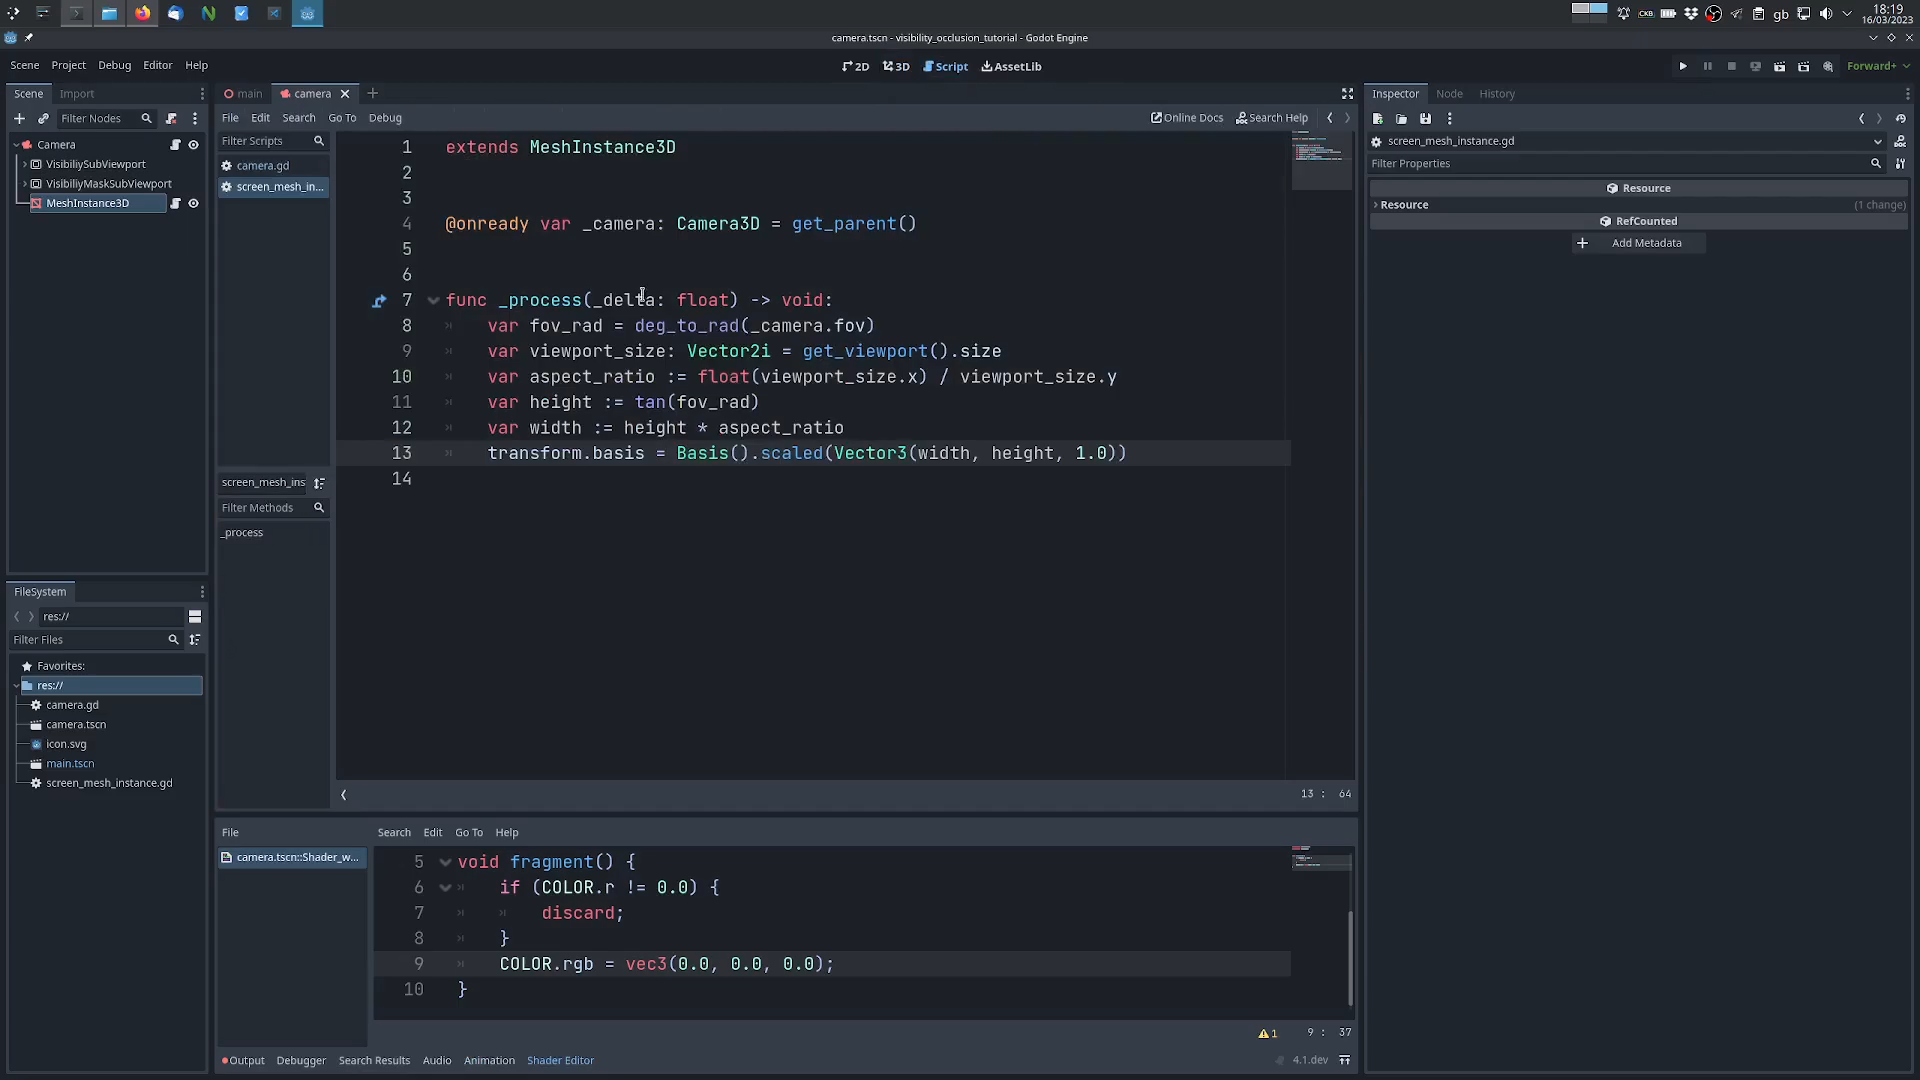 18:19
16/03/2023
CKB
gb
camera.tscn - visibility_occlusion_tutorial - Godot Engine
Scene Project Debug Editor Help
2D 3D Script AssetLib
Forward+
Scene Import
main camera
Inspector Node History
Filter Nodes
File Edit Search Go To Debug
Online Docs Search Help
Camera
VisibiliySubViewport
VisibiliyMaskSubViewport
MeshInstance3D
Filter Scripts
camera.gd
screen_mesh_in...
screen_mesh_ins
Filter Methods
_process
1 extends MeshInstance3D
2
3
4 @onready var _camera: Camera3D = get_parent()
5
6
7 func _process(_delta: float) -> void:
8 var fov_rad = deg_to_rad(_camera.fov)
9 var viewport_size: Vector2i = get_viewport().size
10 var aspect_ratio := float(viewport_size.x) / viewport_size.y
11 var height := tan(fov_rad)
12 var width := height * aspect_ratio
13 transform.basis = Basis().scaled(Vector3(width, height, 1.0))
14
13 : 64
screen_mesh_instance.gd
Filter Properties
Resource
Resource (1 change)
RefCounted
Add Metadata
FileSystem
res://
Filter Files
Favorites:
res://
camera.gd
camera.tscn
icon.svg
main.tscn
screen_mesh_instance.gd
File Search Edit Go To Help
camera.tscn::Shader_w...
5 void fragment() {
6 if (COLOR.r != 0.0) {
7 discard;
8 }
9 COLOR.rgb = vec3(0.0, 0.0, 0.0);
10 }
1 9 : 37
Output Debugger Search Results Audio Animation Shader Editor
4.1.dev